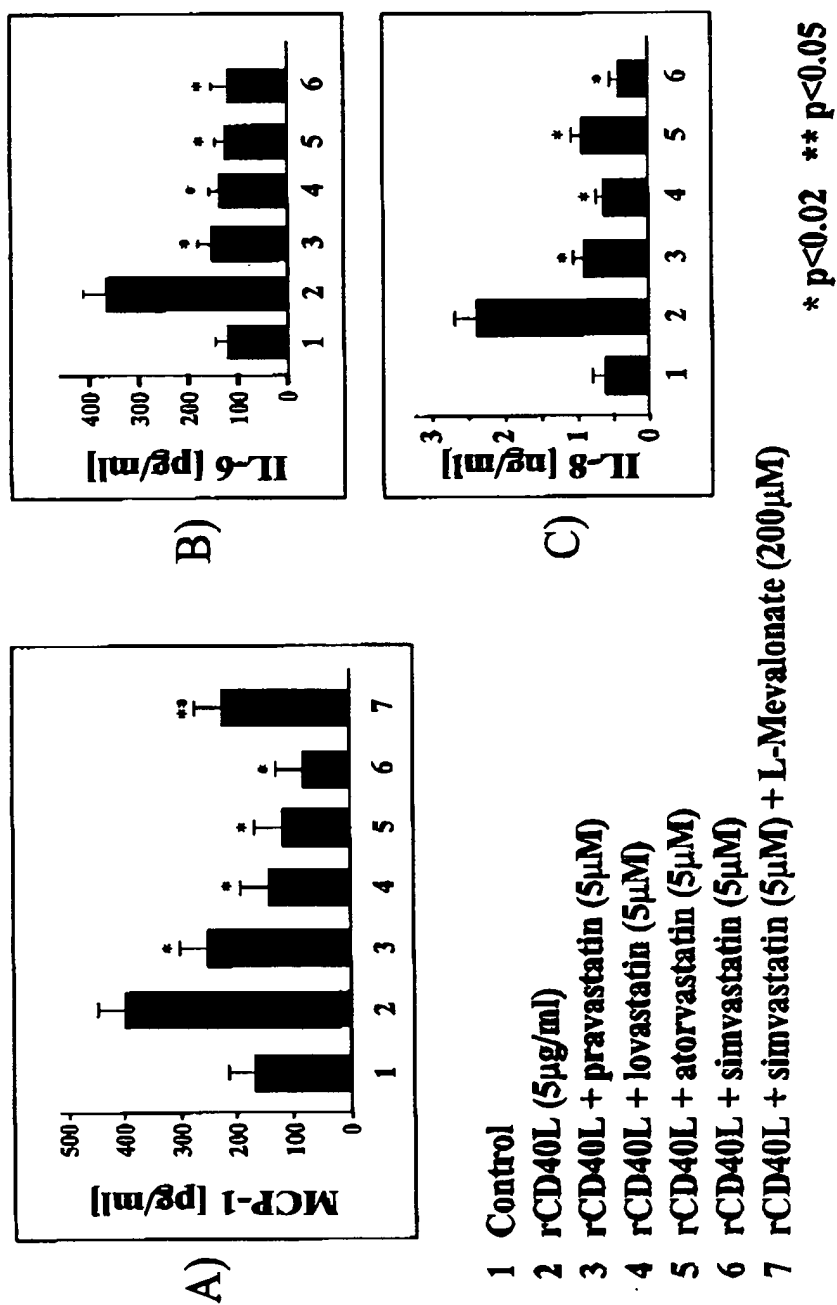 A)
MCP-1 [pg/ml]
500
400
300
200
100
0
* * * * **
1 2 3 4 5 6 7
B)
IL-6 [pg/ml]
400
300
200
100
0
* * * *
1 2 3 4 5 6
C)
IL-8 [ng/ml]
3
2
1
0
* * * *
1 2 3 4 5 6
1 Control
2 rCD40L (5μg/ml)
3 rCD40L + pravastatin (5μM)
4 rCD40L + lovastatin (5μM)
5 rCD40L + atorvastatin (5μM)
6 rCD40L + simvastatin (5μM)
7 rCD40L + simvastatin (5μM) + L-Mevalonate (200μM)
* p<0.02 ** p<0.05